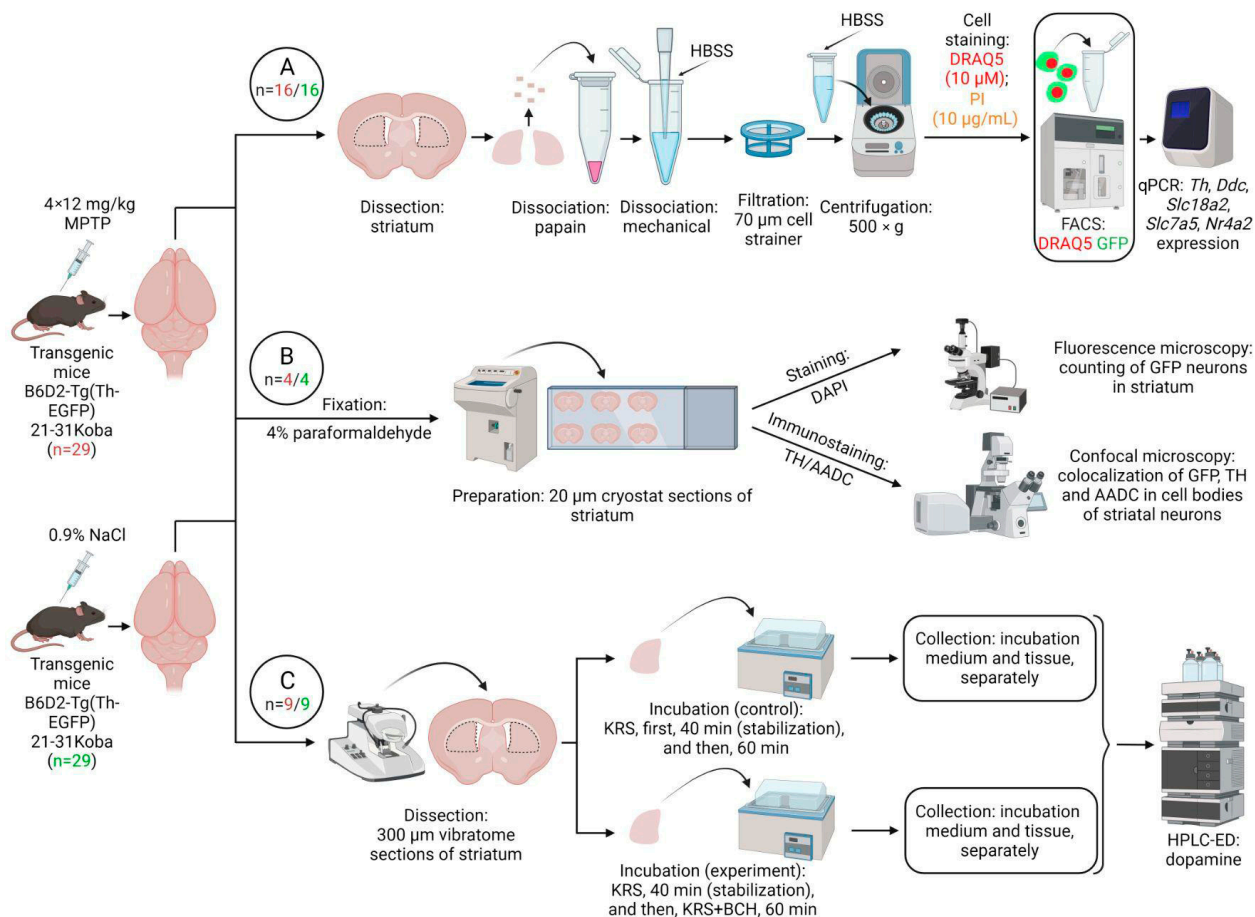 4×12 mg/kg
MPTP
Transgenic
mice
B6D2-Tg(Th-
EGFP)
21-31Koba
(n=29)
0.9% NaCl
Transgenic
mice
B6D2-Tg(Th-
EGFP)
21-31Koba
(n=29)
A
n=16/16
Dissection:
striatum
Dissociation:
papain
HBSS
Dissociation:
mechanical
Filtration:
70 µm cell
strainer
HBSS
Centrifugation:
500 × g
Cell
staining:
DRAQ5
(10 µM);
PI
(10 µg/mL)
FACS:
DRAQ5 GFP
qPCR: Th, Ddc,
Slc18a2,
Slc7a5, Nr4a2
expression
B
n=4/4
Fixation:
4% paraformaldehyde
Preparation: 20 µm cryostat sections of
striatum
Staining:
DAPI
Fluorescence microscopy:
counting of GFP neurons
in striatum
Immunostaining:
TH/AADC
Confocal microscopy:
colocalization of GFP, TH
and AADC in cell bodies
of striatal neurons
C
n=9/9
Dissection:
300 µm vibratome
sections of striatum
Incubation (control):
KRS, first, 40 min (stabilization),
and then, 60 min
Collection: incubation
medium and tissue,
separately
Incubation (experiment):
KRS, 40 min (stabilization),
and then, KRS+BCH, 60 min
Collection: incubation
medium and tissue,
separately
HPLC-ED:
dopamine